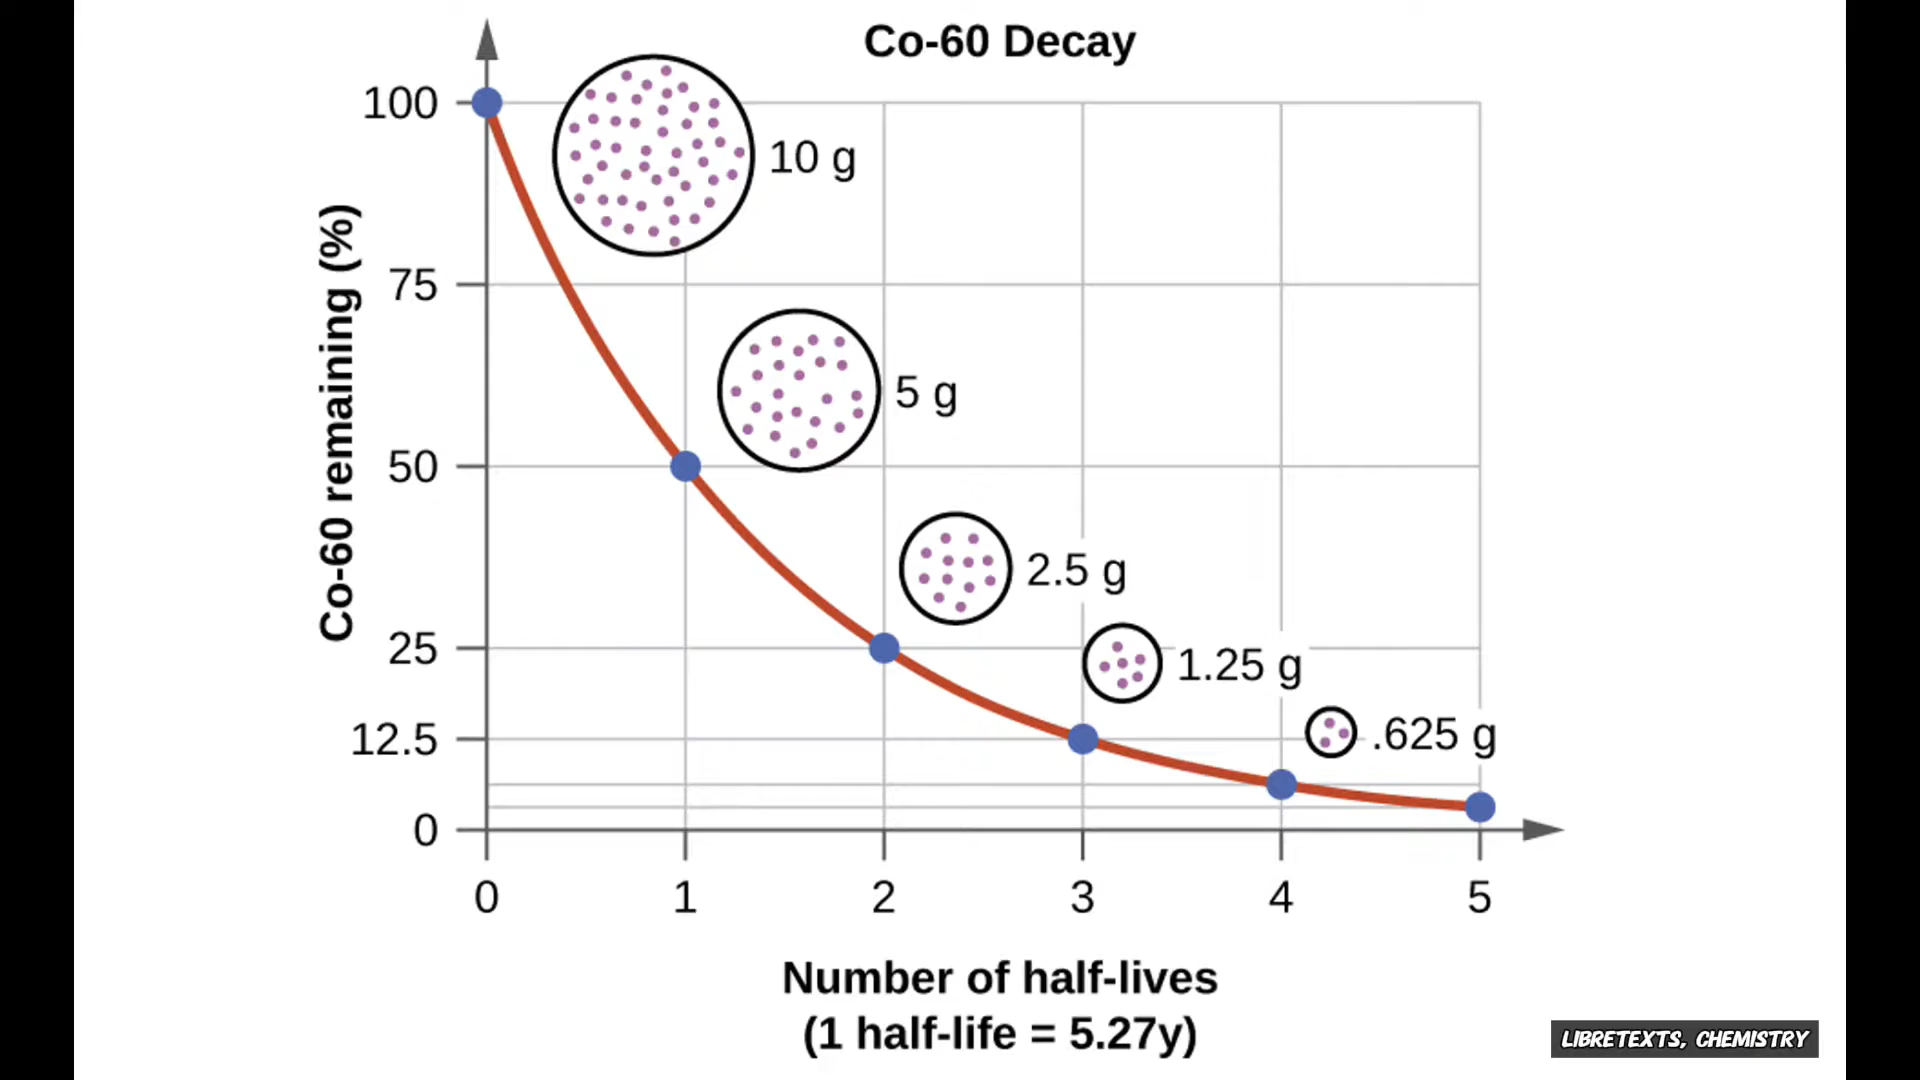 Co-60 Decay
Co-60 remaining (%)
100
75
50
25
12.5
0
10 g
5 g
2.5 g
1.25 g
.625 g
0 1 2 3 4 5
Number of half-lives
(1 half-life = 5.27y)
LIBRETEXTS, CHEMISTRY